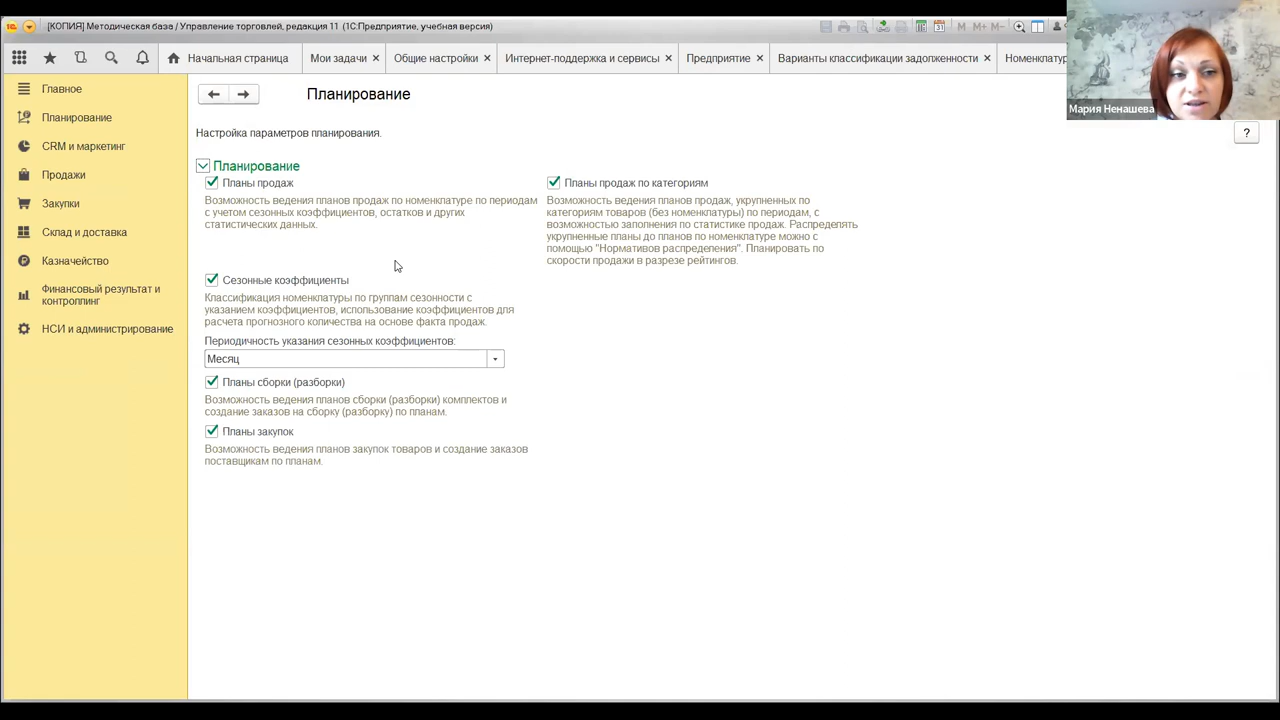 [КОПИЯ] Методическая база / Управление торговлей, редакция 11 (1С:Предприятие, учебная версия)
M M+ M-
Начальная страница
Мои задачи ×
Общие настройки ×
Интернет-поддержка и сервисы ×
Предприятие ×
Варианты классификации задолженности ×
Номенклатур
Мария Ненашева
Главное
Планирование
CRM и маркетинг
Продажи
Закупки
Склад и доставка
Казначейство
Финансовый результат и
контроллинг
НСИ и администрирование
Планирование
?
Настройка параметров планирования.
Планирование
Планы продаж
Возможность ведения планов продаж по номенклатуре по периодам
с учетом сезонных коэффициентов, остатков и других
статистических данных.
Планы продаж по категориям
Возможность ведения планов продаж, укрупненных по
категориям товаров (без номенклатуры) по периодам, с
возможностью заполнения по статистике продаж. Распределять
укрупненные планы до планов по номенклатуре можно с
помощью "Нормативов распределения". Планировать по
скорости продажи в разрезе рейтингов.
Сезонные коэффициенты
Классификация номенклатуры по группам сезонности с
указанием коэффициентов, использование коэффициентов для
расчета прогнозного количества на основе факта продаж.
Периодичность указания сезонных коэффициентов:
Месяц
Планы сборки (разборки)
Возможность ведения планов сборки (разборки) комплектов и
создание заказов на сборку (разборку) по планам.
Планы закупок
Возможность ведения планов закупок товаров и создание заказов
поставщикам по планам.